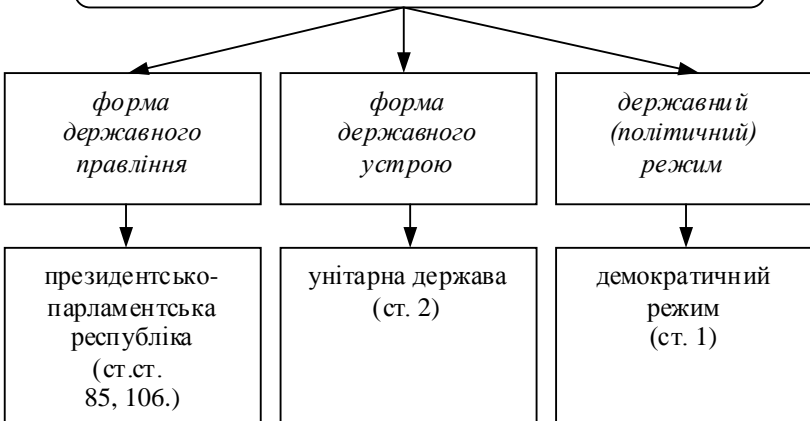 форма
державного
правління
форма
державного
устрою
державний
(політичний)
режим
президентсько-
парламентська
республіка
(ст.ст.
85, 106.)
унітарна держава
(ст. 2)
демократичний
режим
(ст. 1)